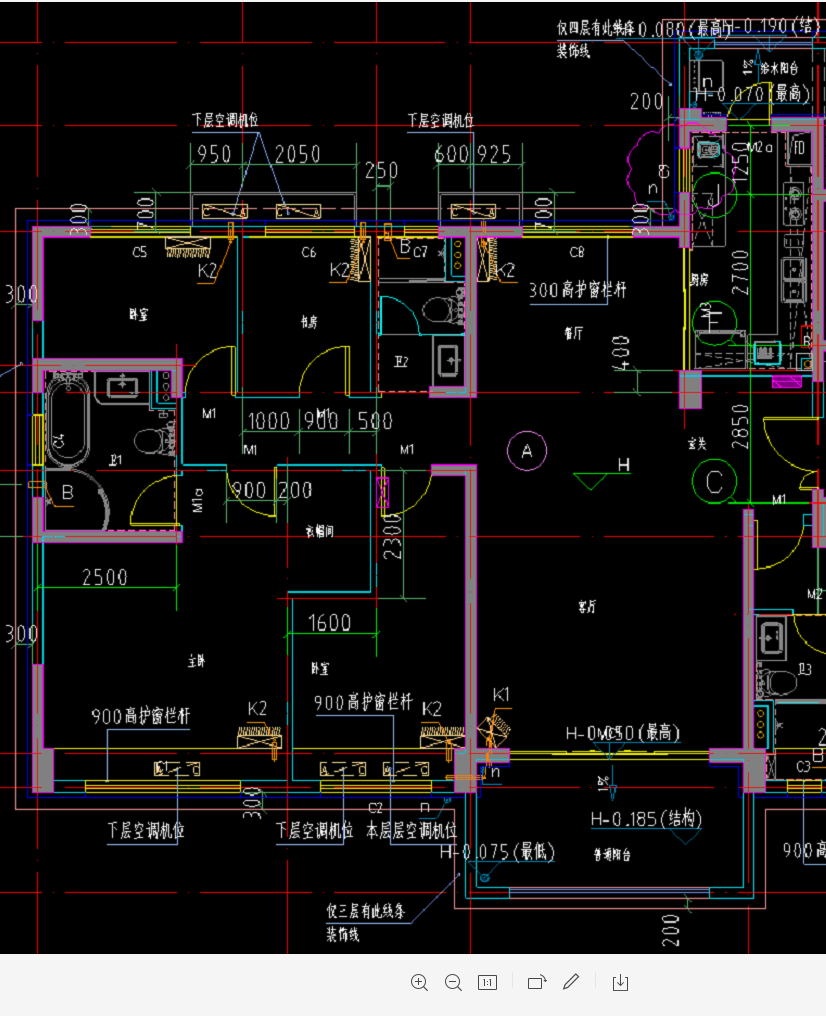 仅四层有此线条
0.080(最高)
H-0.190(结)
装饰线
1%
给水阳台
n
H-0.070(最高)
200
下层空调机位
下层空调机位
M2a
FD
950
2050
250
600
925
1250
C9
n
300
700
700
300
C5
C6
B
C7
C8
K2
K2
K2
2700
厨房
300
300高护窗栏杆
卧室
书房
餐厅
M3
卫2
400
M1
M1
1000
900
500
2850
C4
M1
M1
玄关
卫1
A
H
C
B
M1a
900
200
M1
衣帽间
2300
2500
M2
客厅
1600
300
主卧
卧室
卫3
900高护窗栏杆
900高护窗栏杆
K2
K2
K1
(最高)
n
C3
B
1%
300
C2
n
H-0.185(结构)
下层空调机位
下层空调机位
本层层空调机位
H-0.075(最低)
普通阳台
900高
仅三层有此线条
装饰线
200
1:1